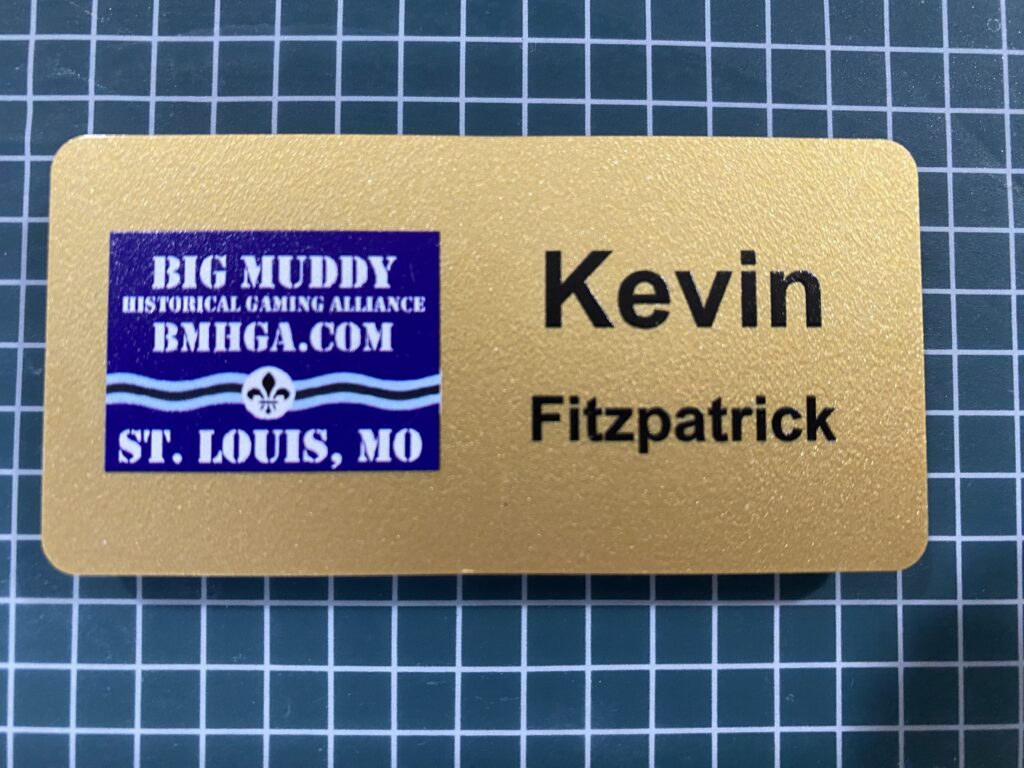 BIG MUDDY
HISTORICAL GAMING ALLIANCE
BMHGA.COM
ST. LOUIS, MO
Kevin
Fitzpatrick